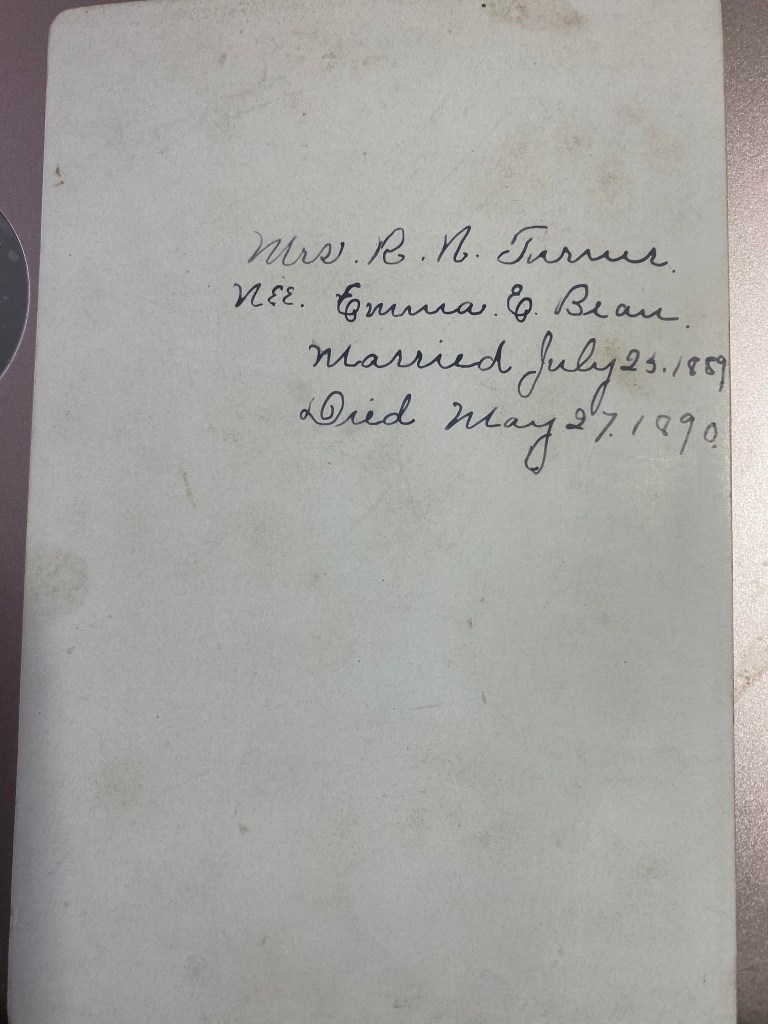 Mrs. R. N. Turner.
NEE. Emma. E. Bean.
Married July 25. 1889
Died May 27. 1890.